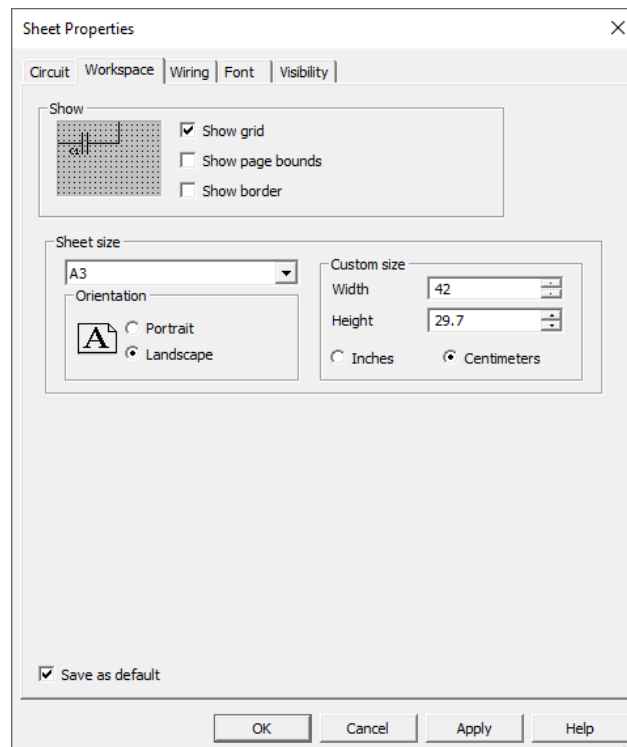 Sheet Properties
Circuit Workspace Wiring Font Visibility
Show
C1
Show grid
Show page bounds
Show border
Sheet size
A3
Orientation
A
Portrait
Landscape
Custom size
Width 42
Height 29.7
Inches Centimeters
Save as default
OK Cancel Apply Help